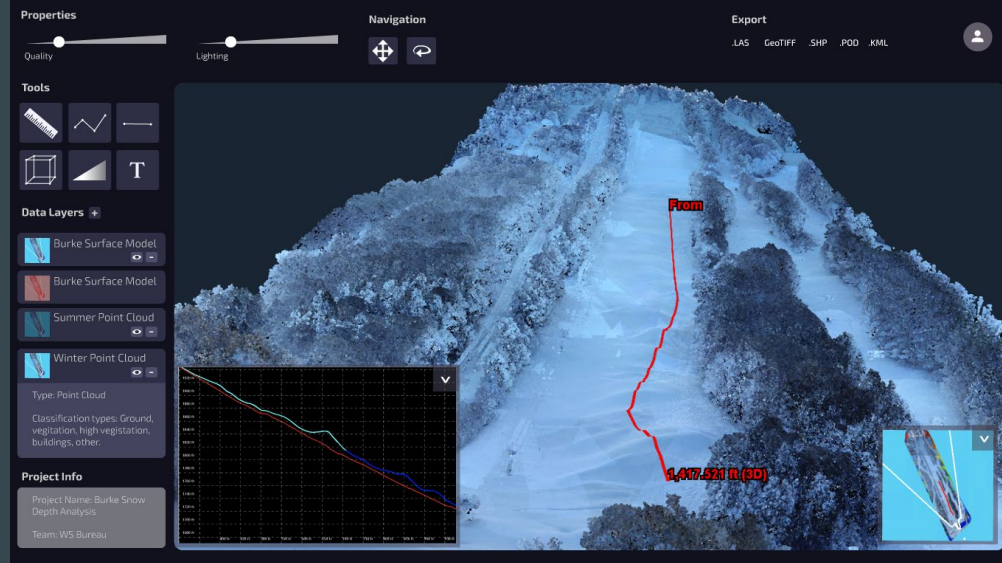 Properties
Quality
Lighting
Navigation
Export
.LAS GeoTIFF .SHP .POD .KML
Tools
T
Data Layers +
Burke Surface Model
Burke Surface Model
Summer Point Cloud
Winter Point Cloud
Type: Point Cloud
Classification types: Ground,
vegitation, high vegistation,
buildings, other.
Project Info
Project Name: Burke Snow
Depth Analysis
Team: WS Bureau
From
1,417.521 ft (3D)